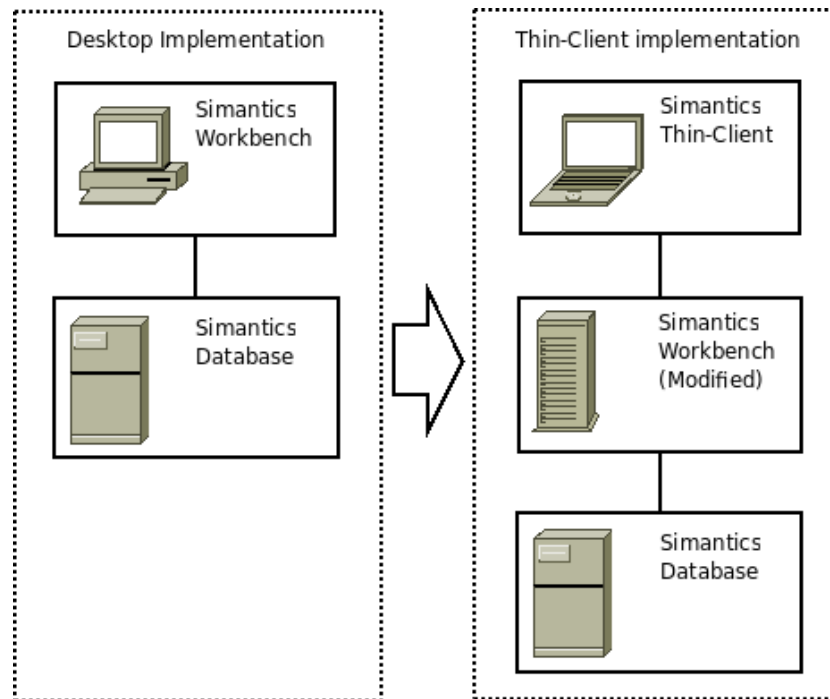 Desktop Implementation
Simantics
Workbench
Simantics
Database
Thin-Client implementation
Simantics
Thin-Client
Simantics
Workbench
(Modified)
Simantics
Database